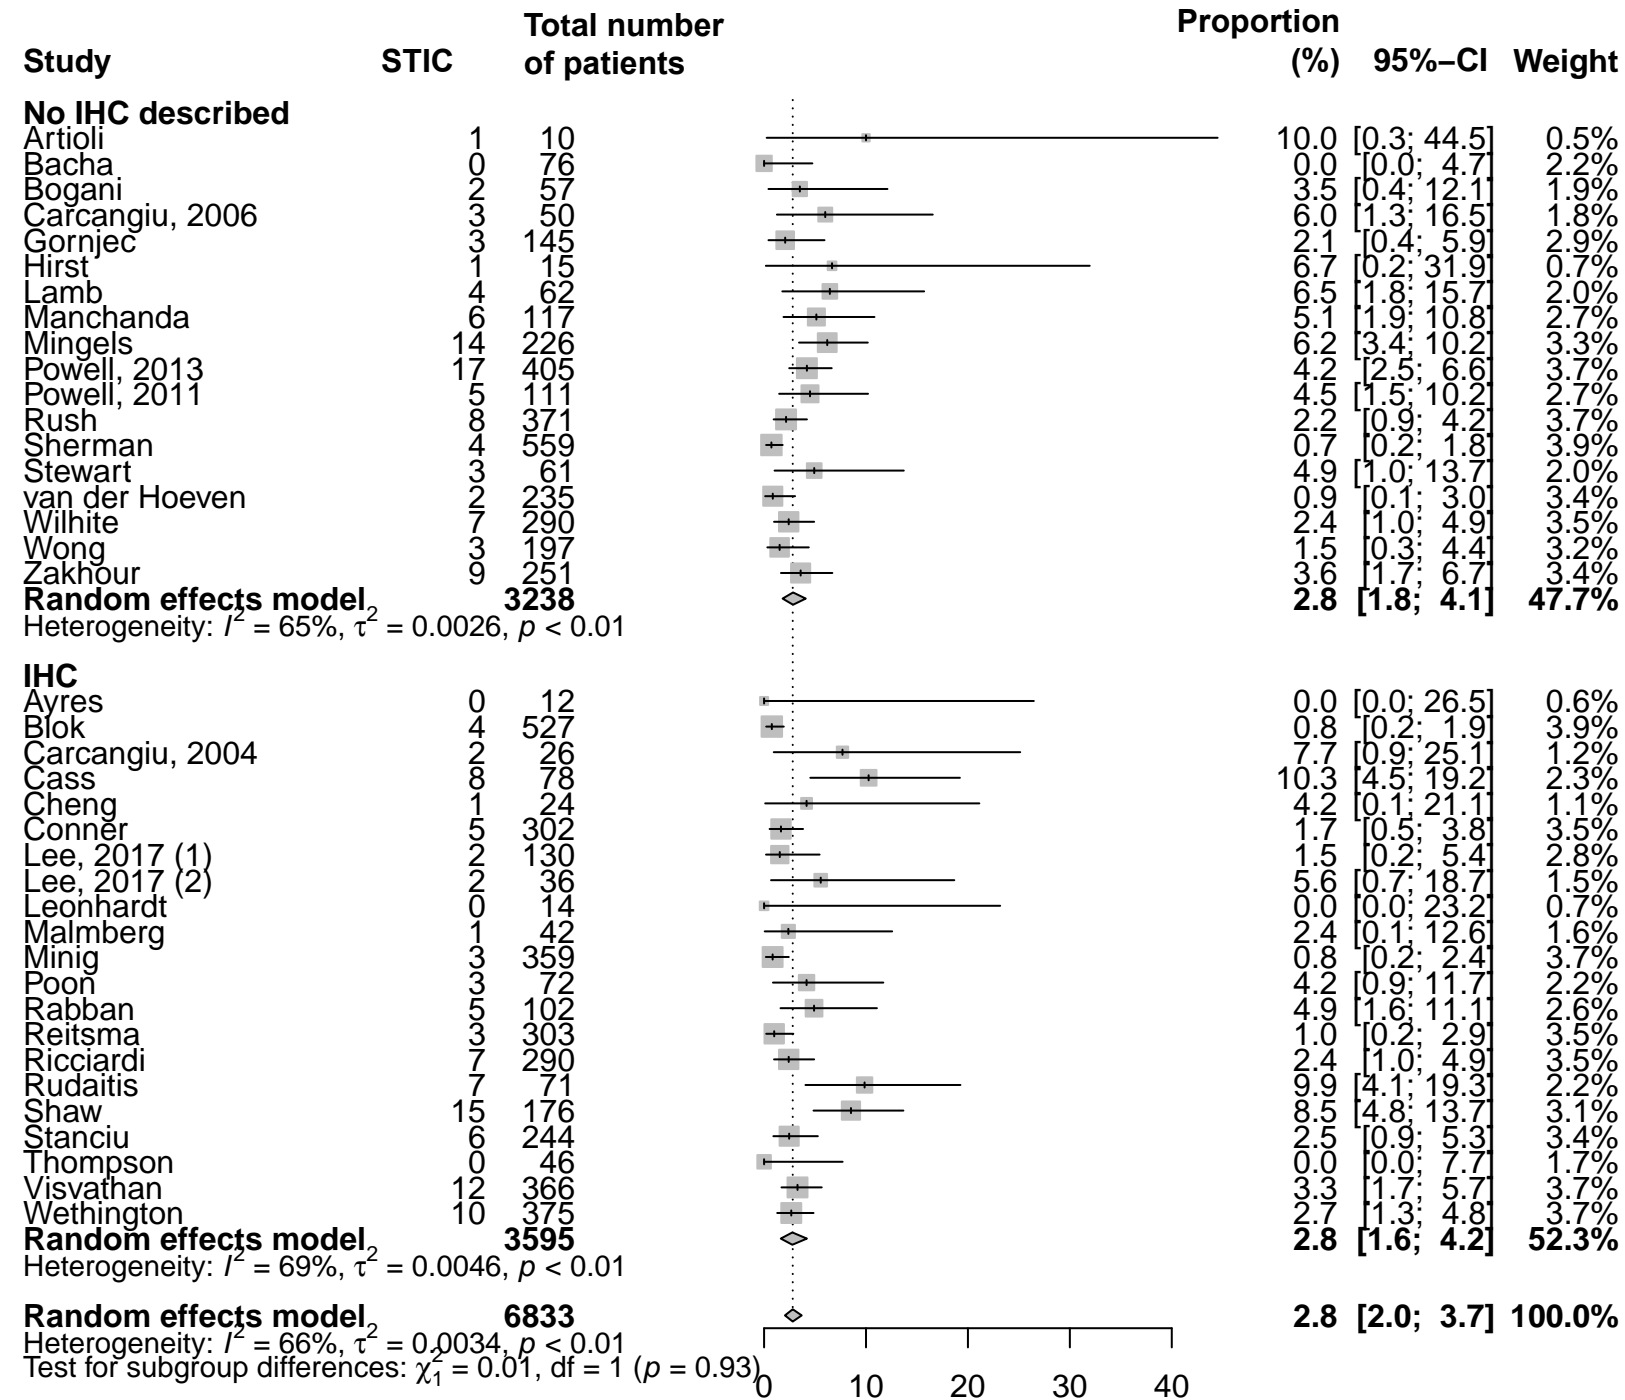 Study STIC Total number of patients Proportion (%) 95%–CI Weight
No IHC described
Artioli 1 10 10.0 [0.3; 44.5] 0.5%
Bacha 0 76 0.0 [0.0; 4.7] 2.2%
Bogani 2 57 3.5 [0.4; 12.1] 1.9%
Carcangiu, 2006 3 50 6.0 [1.3; 16.5] 1.8%
Gornjec 3 145 2.1 [0.4; 5.9] 2.9%
Hirst 1 15 6.7 [0.2; 31.9] 0.7%
Lamb 4 62 6.5 [1.8; 15.7] 2.0%
Manchanda 6 117 5.1 [1.9; 10.8] 2.7%
Mingels 14 226 6.2 [3.4; 10.2] 3.3%
Powell, 2013 17 405 4.2 [2.5; 6.6] 3.7%
Powell, 2011 5 111 4.5 [1.5; 10.2] 2.7%
Rush 8 371 2.2 [0.9; 4.2] 3.7%
Sherman 4 559 0.7 [0.2; 1.8] 3.9%
Stewart 3 61 4.9 [1.0; 13.7] 2.0%
van der Hoeven 2 235 0.9 [0.1; 3.0] 3.4%
Wilhite 7 290 2.4 [1.0; 4.9] 3.5%
Wong 3 197 1.5 [0.3; 4.4] 3.2%
Zakhour 9 251 3.6 [1.7; 6.7] 3.4%
Random effects model 3238 2.8 [1.8; 4.1] 47.7%
Heterogeneity: I² = 65%, τ² = 0.0026, p < 0.01
IHC
Ayres 0 12 0.0 [0.0; 26.5] 0.6%
Blok 4 527 0.8 [0.2; 1.9] 3.9%
Carcangiu, 2004 2 26 7.7 [0.9; 25.1] 1.2%
Cass 8 78 10.3 [4.5; 19.2] 2.3%
Cheng 1 24 4.2 [0.1; 21.1] 1.1%
Conner 5 302 1.7 [0.5; 3.8] 3.5%
Lee, 2017 (1) 2 130 1.5 [0.2; 5.4] 2.8%
Lee, 2017 (2) 2 36 5.6 [0.7; 18.7] 1.5%
Leonhardt 0 14 0.0 [0.0; 23.2] 0.7%
Malmberg 1 42 2.4 [0.1; 12.6] 1.6%
Minig 3 359 0.8 [0.2; 2.4] 3.7%
Poon 3 72 4.2 [0.9; 11.7] 2.2%
Rabban 5 102 4.9 [1.6; 11.1] 2.6%
Reitsma 3 303 1.0 [0.2; 2.9] 3.5%
Ricciardi 7 290 2.4 [1.0; 4.9] 3.5%
Rudaitis 7 71 9.9 [4.1; 19.3] 2.2%
Shaw 15 176 8.5 [4.8; 13.7] 3.1%
Stanciu 6 244 2.5 [0.9; 5.3] 3.4%
Thompson 0 46 0.0 [0.0; 7.7] 1.7%
Visvathan 12 366 3.3 [1.7; 5.7] 3.7%
Wethington 10 375 2.7 [1.3; 4.8] 3.7%
Random effects model 3595 2.8 [1.6; 4.2] 52.3%
Heterogeneity: I² = 69%, τ² = 0.0046, p < 0.01
Random effects model 6833 2.8 [2.0; 3.7] 100.0%
Heterogeneity: I² = 66%, τ² = 0.0034, p < 0.01
Test for subgroup differences: χ₁² = 0.01, df = 1 (p = 0.93)
0 10 20 30 40